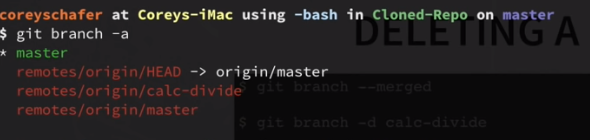 coreyschafer at Coreys-iMac using -bash in Cloned-Repo on master
$ git branch -a
DELETING A
* master
remotes/origin/HEAD -> origin/master
remotes/origin/calc-divide
$ git branch --merged
remotes/origin/master
$ git branch -d calc-divide